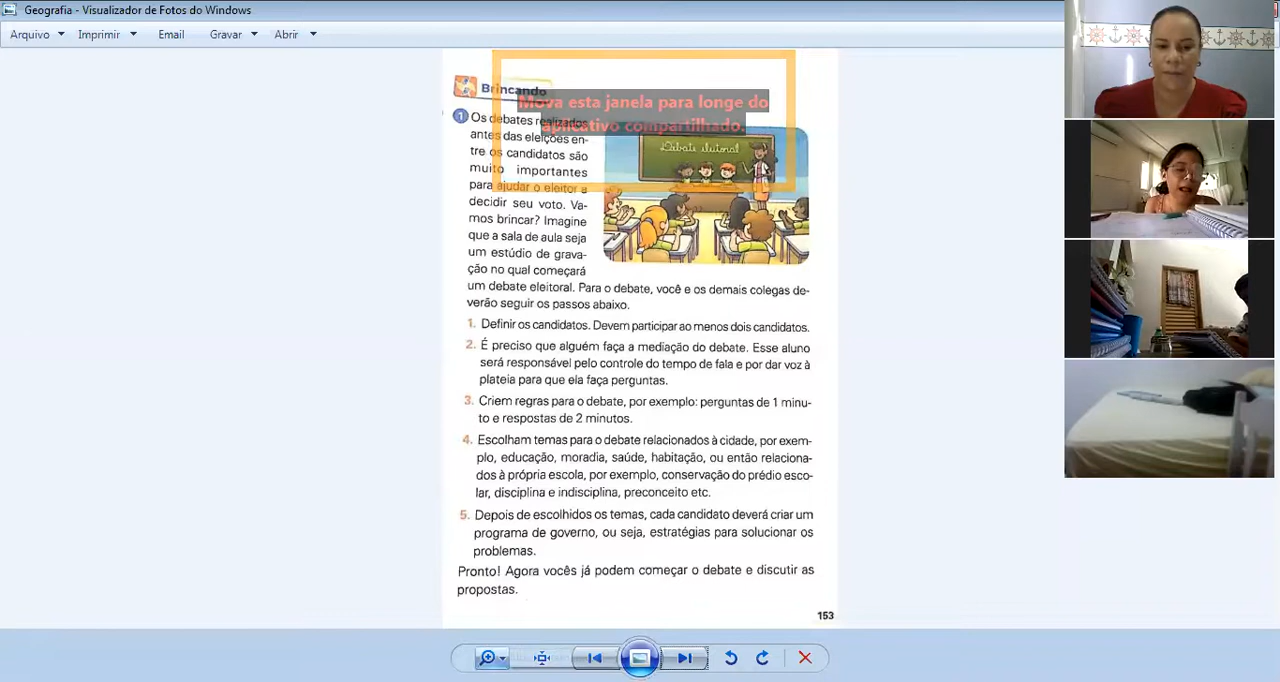 Geografia - Visualizador de Fotos do Windows
Arquivo Imprimir Email Gravar Abrir
Brincando
Mova esta janela para longe do
aplicativo compartilhado.
1 Os debates realizados
antes das eleições en-
tre os candidatos são
muito importantes
para ajudar o eleitor a
decidir seu voto. Va-
mos brincar? Imagine
que a sala de aula seja
um estúdio de grava-
ção no qual começará
um debate eleitoral. Para o debate, você e os demais colegas de-
verão seguir os passos abaixo.
Debate eleitoral
1. Definir os candidatos. Devem participar ao menos dois candidatos.
2. É preciso que alguém faça a mediação do debate. Esse aluno
será responsável pelo controle do tempo de fala e por dar voz à
plateia para que ela faça perguntas.
3. Criem regras para o debate, por exemplo: perguntas de 1 minu-
to e respostas de 2 minutos.
4. Escolham temas para o debate relacionados à cidade, por exem-
plo, educação, moradia, saúde, habitação, ou então relaciona-
dos à própria escola, por exemplo, conservação do prédio esco-
lar, disciplina e indisciplina, preconceito etc.
5. Depois de escolhidos os temas, cada candidato deverá criar um
programa de governo, ou seja, estratégias para solucionar os
problemas.
Pronto! Agora vocês já podem começar o debate e discutir as
propostas.
153